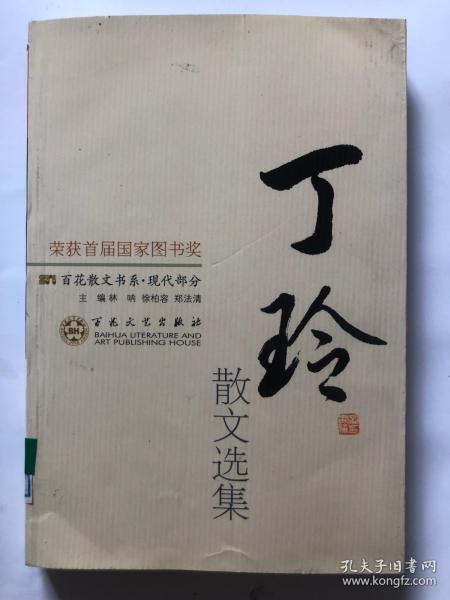 丁玲
散文选集
荣获首届国家图书奖
百花散文书系·现代部分
主 编 林 呐 徐柏容 郑法清
百花文艺出版社
BH
BAIHUA LITERATURE AND
ART PUBLISHING HOUSE
孔夫子旧书网
www.kongfz.com